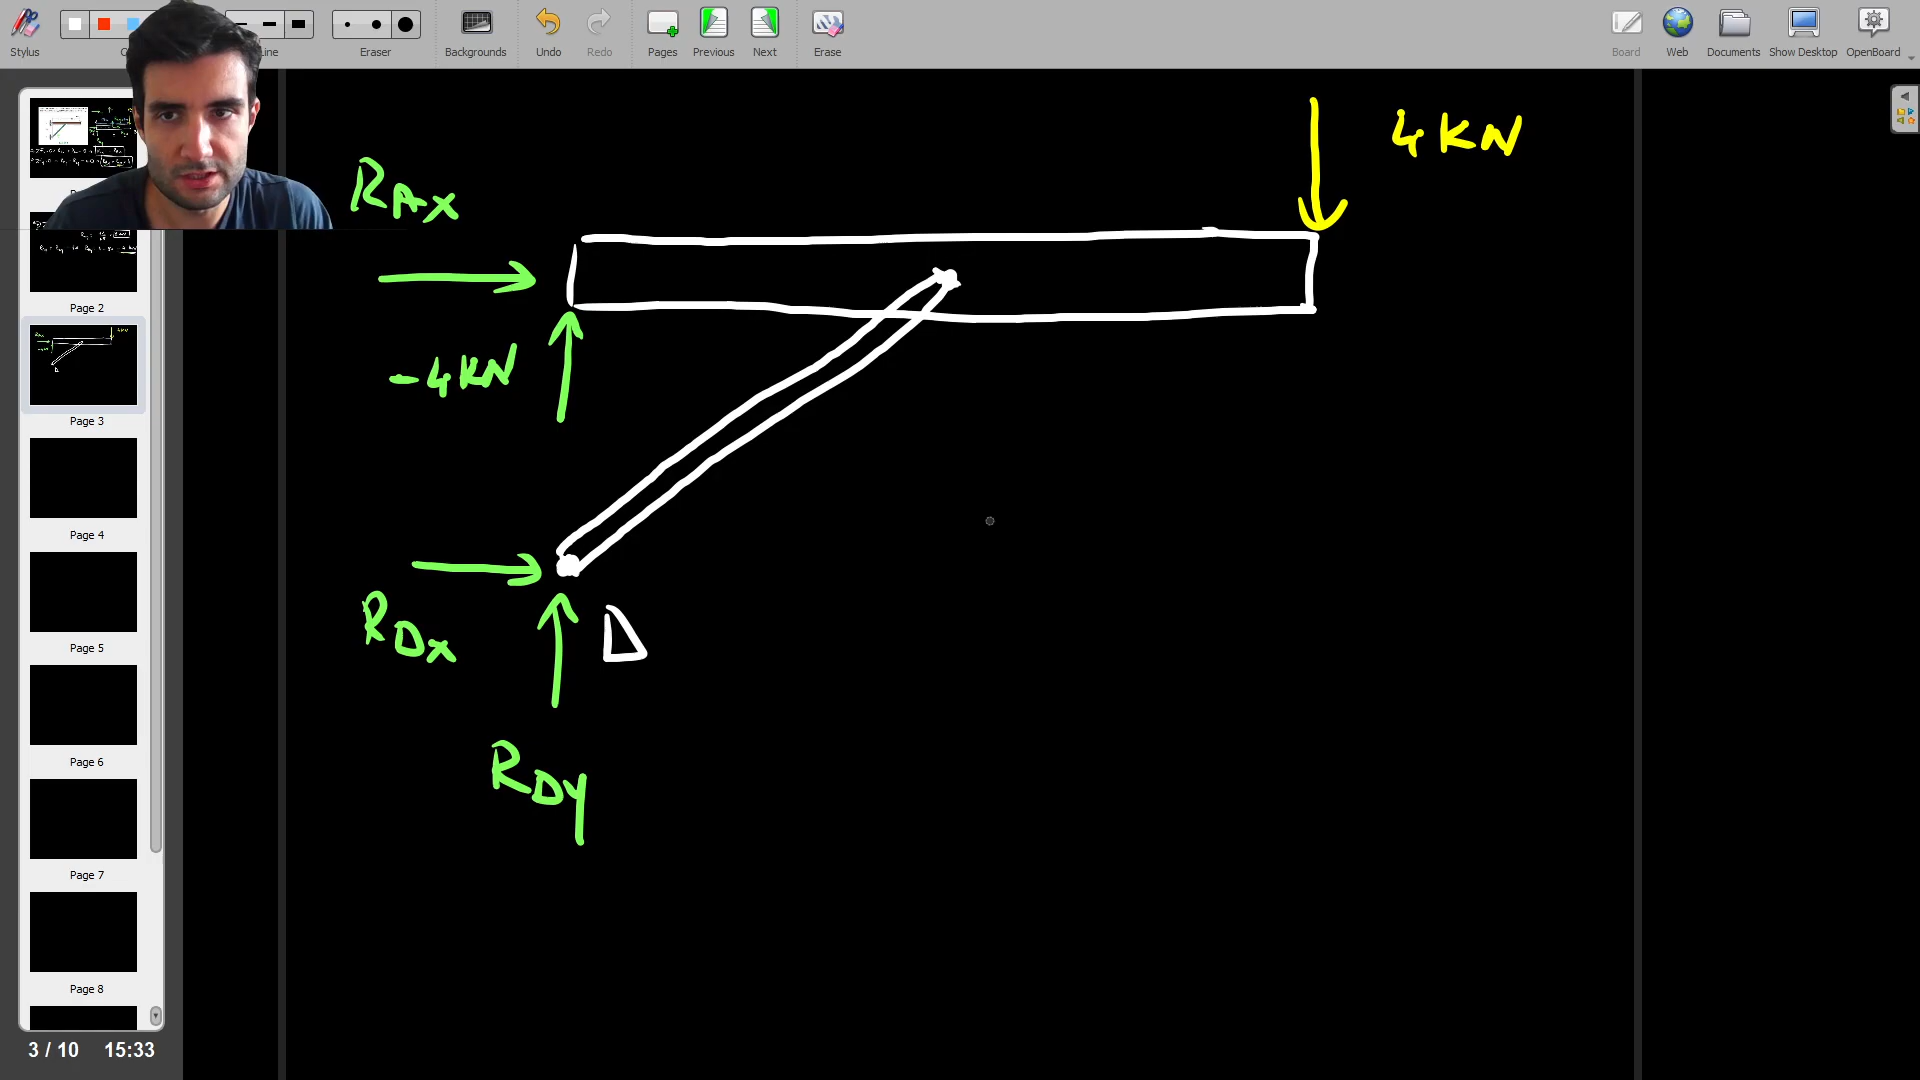 Stylus
Line
Eraser
Backgrounds
Undo
Redo
Pages
Previous
Next
Erase
Board
Web
Documents
Show Desktop
OpenBoard
4KN
RAx
-4KN
RDx
D
RDy
Page 2
Page 3
Page 4
Page 5
Page 6
Page 7
Page 8
3 / 10 15:33